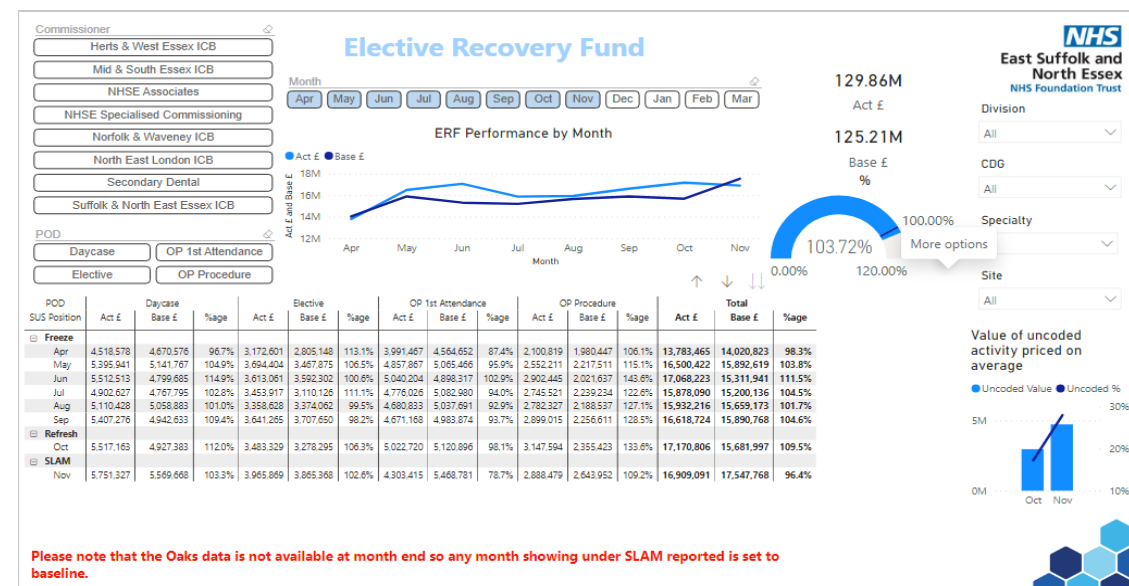 Commissioner
Herts & West Essex ICB
Mid & South Essex ICB
NHSE Associates
NHSE Specialised Commissioning
Norfolk & Waveney ICB
North East London ICB
Secondary Dental
Suffolk & North East Essex ICB
POD
Daycase OP 1st Attendance
Elective OP Procedure
Elective Recovery Fund
Month
Apr May Jun Jul Aug Sep Oct Nov Dec Jan Feb Mar
ERF Performance by Month
Act £ Base £
Act £ and Base £
18M
16M
14M
12M
Apr May Jun Jul Aug Sep Oct Nov
Month
129.86M
Act £
125.21M
Base £
%
100.00%
103.72%
0.00% 120.00%
More options
NHS
East Suffolk and
North Essex
NHS Foundation Trust
Division
All
CDG
All
Specialty
Site
All
POD Daycase Elective OP 1st Attendance OP Procedure Total
SUS Position Act £ Base £ %age Act £ Base £ %age Act £ Base £ %age Act £ Base £ %age Act £ Base £ %age
Freeze
Apr 4,518,578 4,670,576 96.7% 3,172,601 2,805,148 113.1% 3,991,467 4,564,652 87.4% 2,100,819 1,980,447 106.1% 13,783,465 14,020,823 98.3%
May 5,395,941 5,141,767 104.9% 3,694,404 3,467,875 106.5% 4,857,867 5,065,466 95.9% 2,552,211 2,217,511 115.1% 16,500,422 15,892,619 103.8%
Jun 5,512,513 4,799,685 114.9% 3,613,061 3,592,302 100.6% 5,040,204 4,898,317 102.9% 2,902,445 2,021,637 143.6% 17,068,223 15,311,941 111.5%
Jul 4,902,627 4,767,795 102.8% 3,453,917 3,110,126 111.1% 4,776,026 5,082,980 94.0% 2,745,521 2,239,234 122.6% 15,878,090 15,200,136 104.5%
Aug 5,110,428 5,058,883 101.0% 3,358,628 3,374,062 99.5% 4,680,833 5,037,691 92.9% 2,782,327 2,188,537 127.1% 15,932,216 15,659,173 101.7%
Sep 5,407,276 4,942,633 109.4% 3,641,265 3,707,650 98.2% 4,671,168 4,983,874 93.7% 2,899,015 2,256,611 128.5% 16,618,724 15,890,768 104.6%
Refresh
Oct 5,517,163 4,927,383 112.0% 3,483,329 3,278,295 106.3% 5,022,720 5,120,896 98.1% 3,147,594 2,355,423 133.6% 17,170,806 15,681,997 109.5%
SLAM
Nov 5,751,327 5,569,668 103.3% 3,965,869 3,865,368 102.6% 4,303,415 5,468,781 78.7% 2,888,479 2,643,952 109.2% 16,909,091 17,547,768 96.4%
Value of uncoded
activity priced on
average
Uncoded Value Uncoded %
30%
5M
20%
0M 10%
Oct Nov
Please note that the Oaks data is not available at month end so any month showing under SLAM reported is set to
baseline.